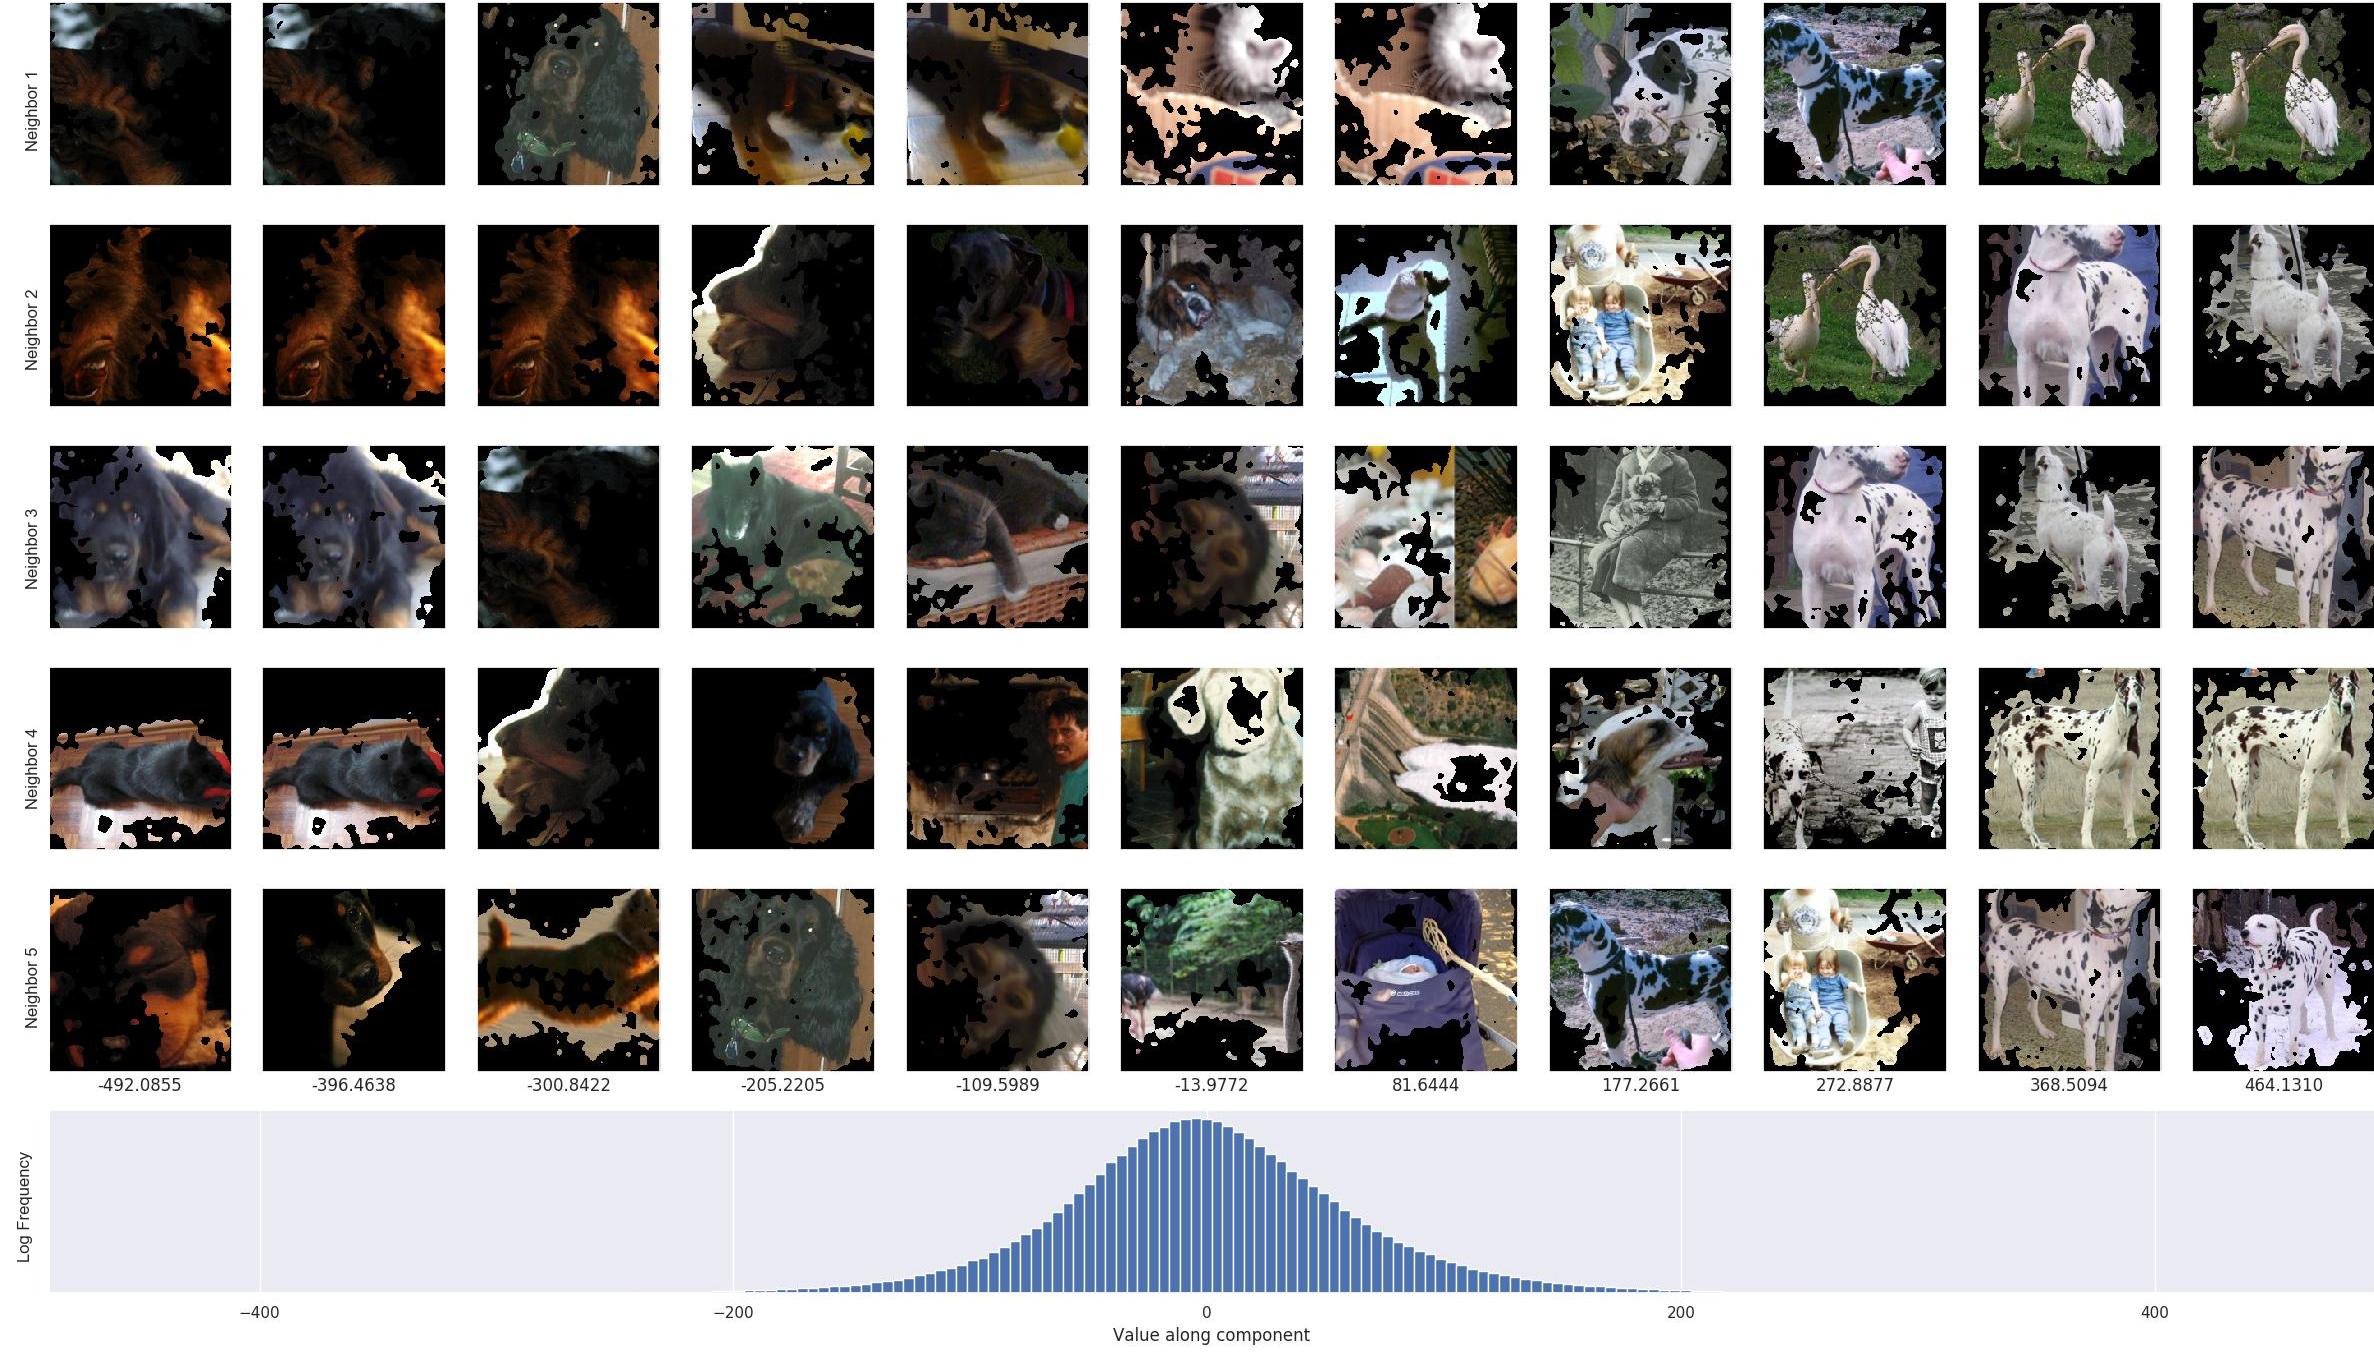 Neighbor 1
Neighbor 2
Neighbor 3
Neighbor 4
Neighbor 5
-492.0855
-396.4638
-300.8422
-205.2205
-109.5989
-13.9772
81.6444
177.2661
272.8877
368.5094
464.1310
Log Frequency
−400
−200
0
200
400
Value along component